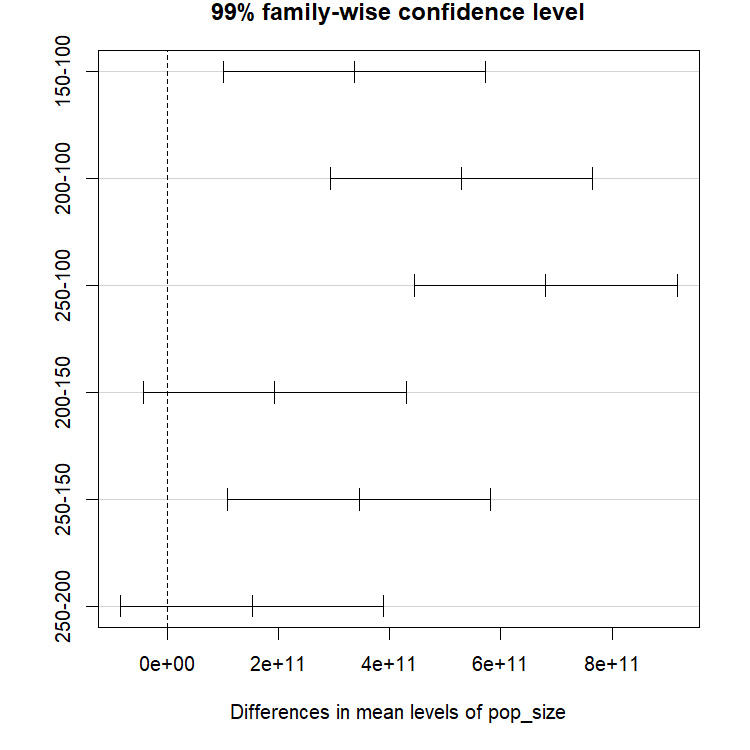 99% family-wise confidence level
150-100
200-100
250-100
200-150
250-150
250-200
0e+00 2e+11 4e+11 6e+11 8e+11
Differences in mean levels of pop_size